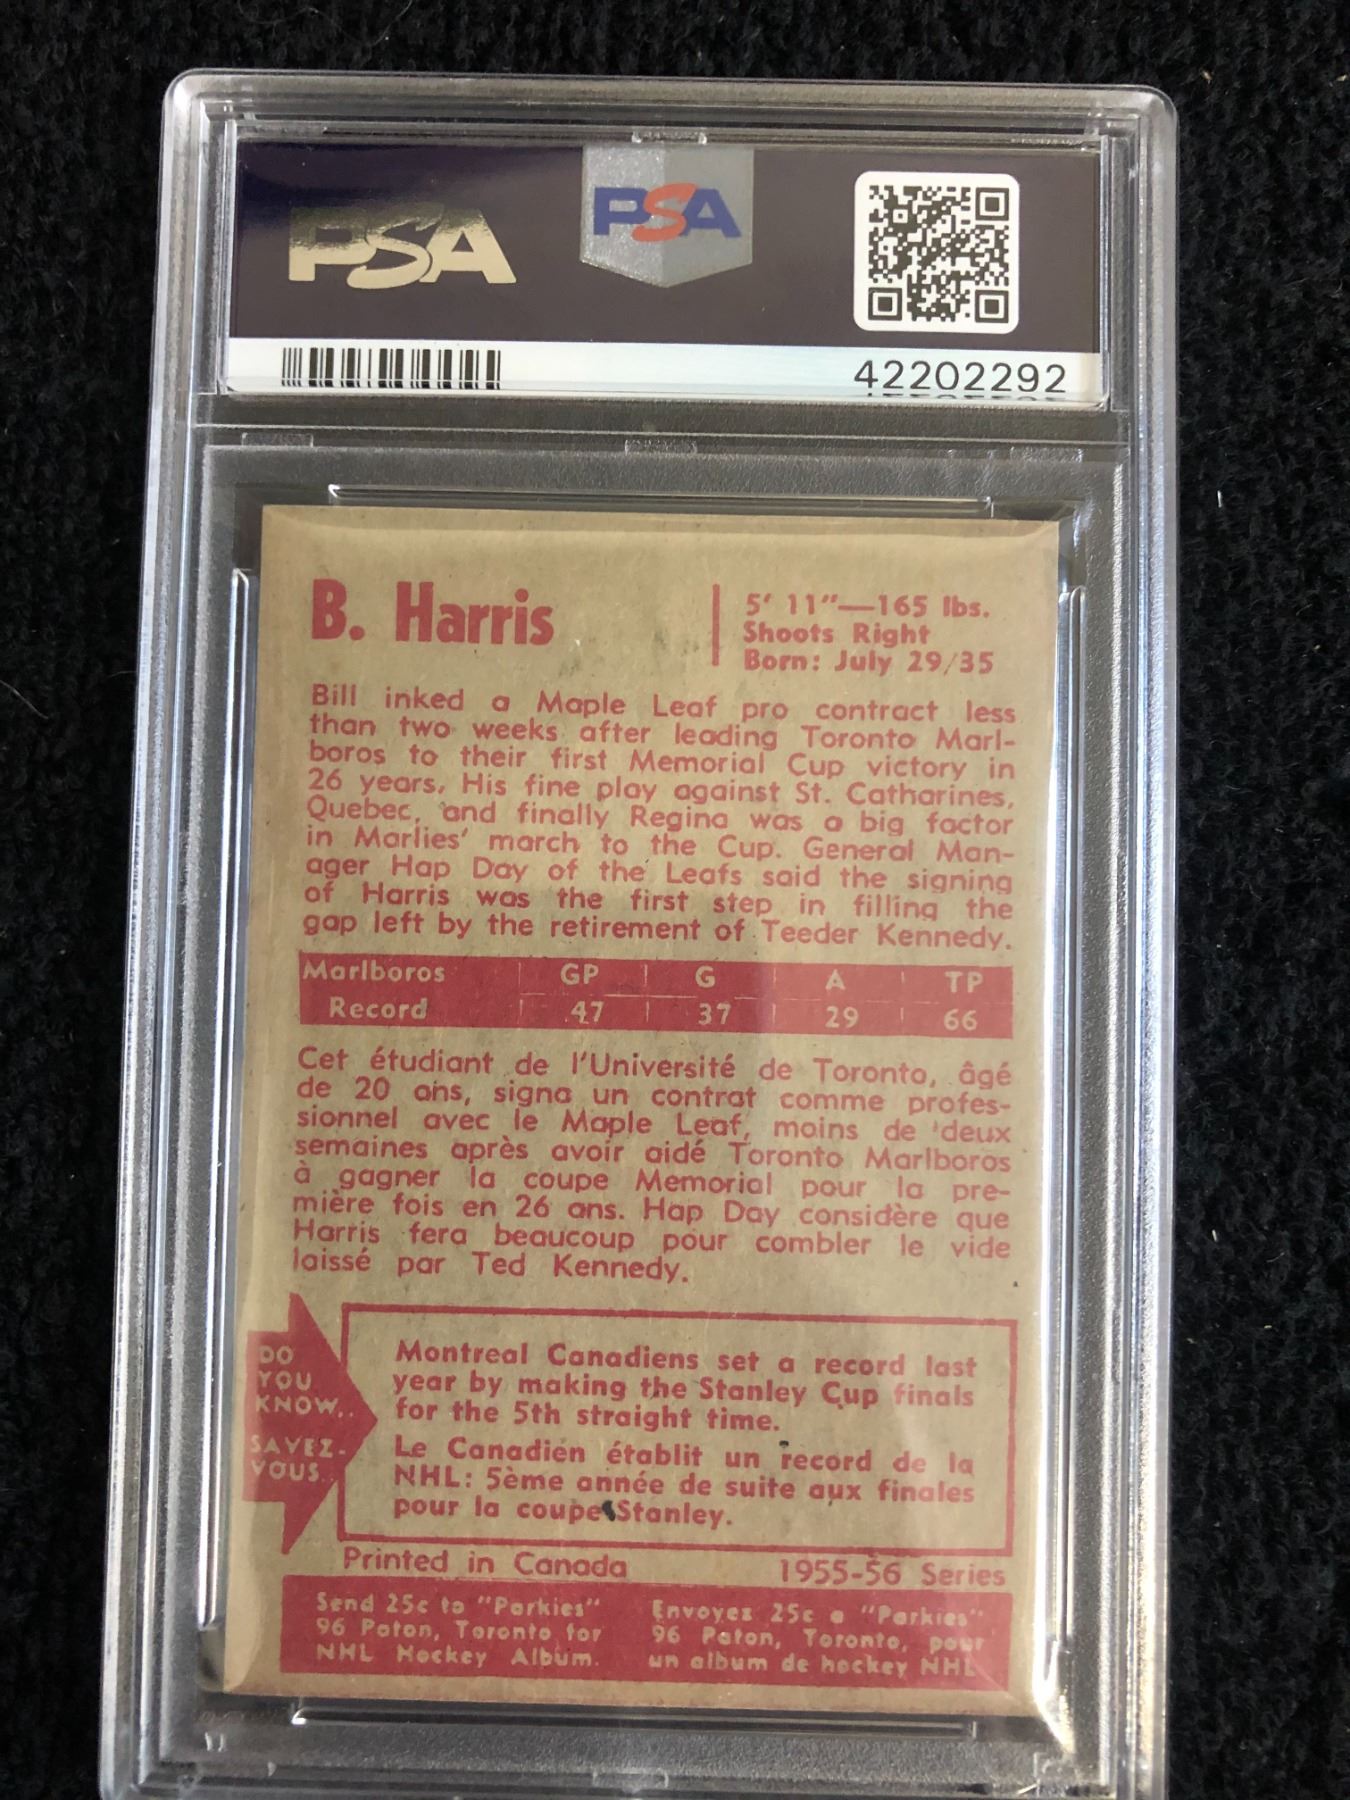 PSA
PSA
42202292
B. Harris
5' 11"—165 lbs.
Shoots Right
Born: July 29/35
Bill inked a Maple Leaf pro contract less
than two weeks after leading Toronto Marl-
boros to their first Memorial Cup victory in
26 years. His fine play against St. Catharines,
Quebec, and finally Regina was a big factor
in Marlies' march to the Cup. General Man-
ager Hap Day of the Leafs said the signing
of Harris was the first step in filling the
gap left by the retirement of Teeder Kennedy.
Marlboros GP G A TP
Record 47 37 29 66
Cet étudiant de l'Université de Toronto, âgé
de 20 ans, signa un contrat comme profes-
sionnel avec le Maple Leaf, moins de deux
semaines après avoir aidé Toronto Marlboros
à gagner la coupe Memorial pour la pre-
mière fois en 26 ans. Hap Day considère que
Harris fera beaucoup pour combler le vide
laissé par Ted Kennedy.
DO
YOU
KNOW..
SAVEZ-
VOUS..
Montreal Canadiens set a record last
year by making the Stanley Cup finals
for the 5th straight time.
Le Canadien établit un record de la
NHL: 5ème année de suite aux finales
pour la coupe Stanley.
Printed in Canada 1955-56 Series
Send 25c to "Parkies"
96 Paton, Toronto for
NHL Hockey Album.
Envoyez 25c a "Parkies"
96 Paton, Toronto, pour
un album de hockey NHL